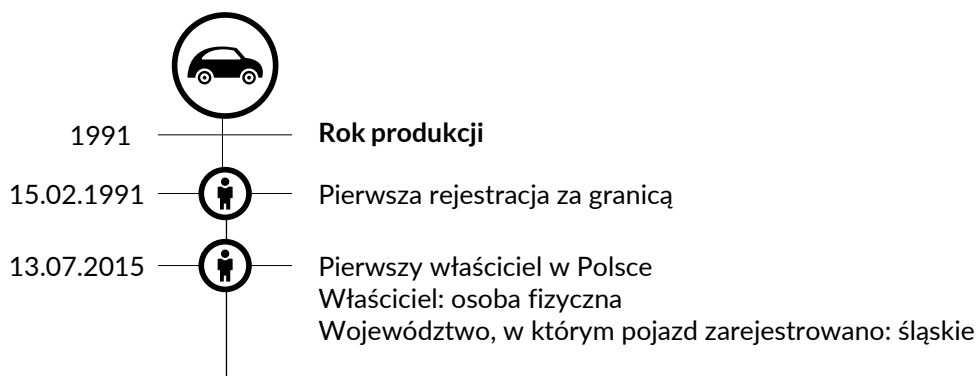 1991 Rok produkcji
15.02.1991 Pierwsza rejestracja za granicą
13.07.2015 Pierwszy właściciel w Polsce
Właściciel: osoba fizyczna
Województwo, w którym pojazd zarejestrowano: śląskie